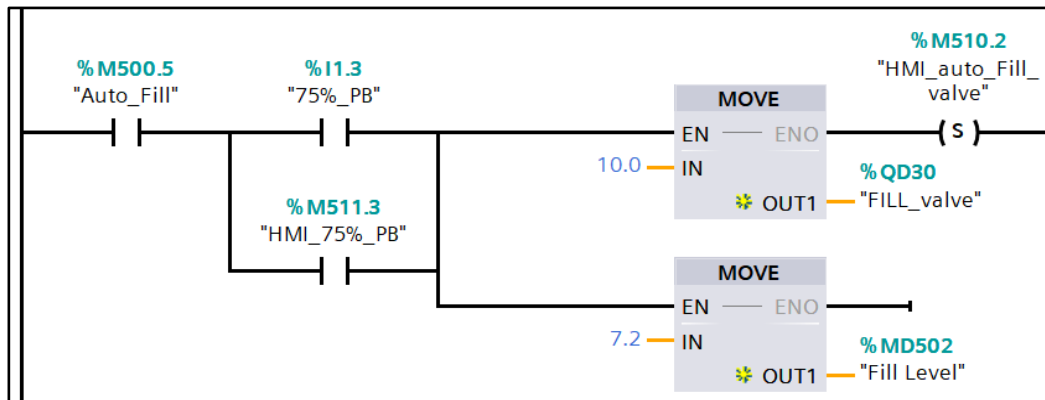 %M510.2
"HMI_auto_Fill_
valve"
%M500.5
"Auto_Fill"
%I1.3
"75%_PB"
MOVE
EN
ENO
( S )
10.0
IN
%QD30
OUT1
"FILL_valve"
%M511.3
"HMI_75%_PB"
MOVE
EN
ENO
7.2
IN
%MD502
OUT1
"Fill Level"